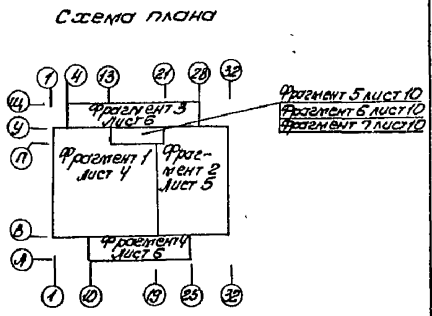 Схема плана
1 4 13 21 28 32
Щ
Фрагмент 3
лист 6
Фрагмент 5 лист 10
Фрагмент 6 лист 10
Фрагмент 7 лист 10
У
П
Фрагмент 1
лист 4
Фраг-
мент 2
лист 5
В
Фрагмент 4
лист 6
А
1 10 19 25 32